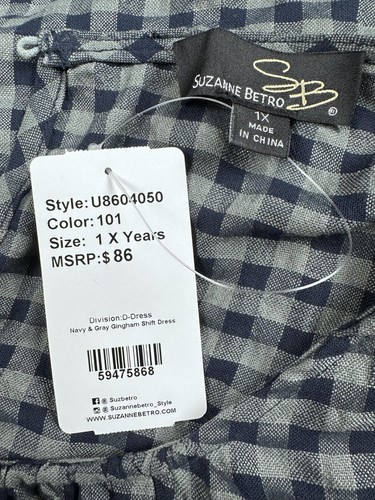 SPB
SUZANNE BETRO ®
1X
MADE
IN CHINA
Style:U8604050
Color:101
Size: 1 X Years
MSRP:$ 86
Division:D-Dress
Navy & Gray Gingham Shift Dress
59475868
@ Suzbetro
@ Suzannebetro_Style
WWW.SUZANNEBETRO.COM